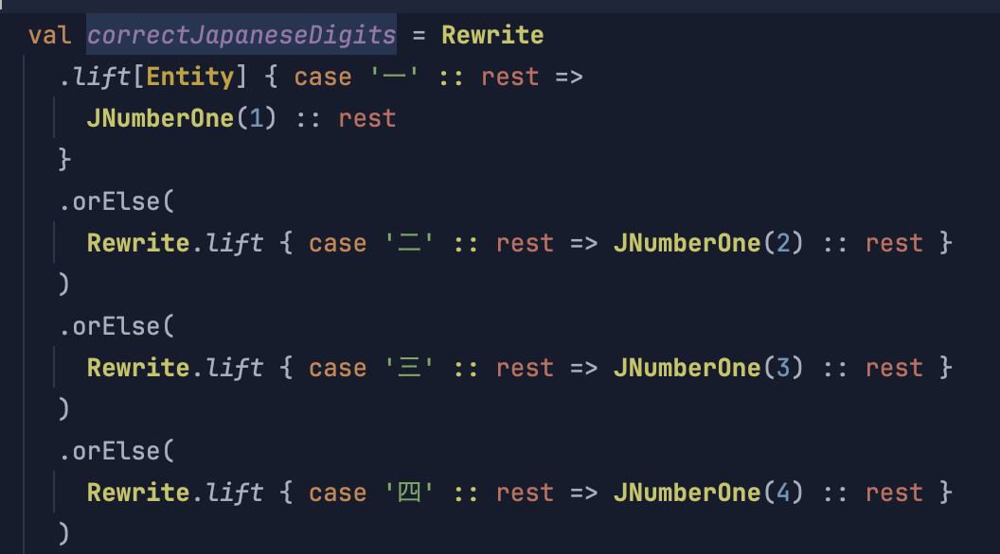 val correctJapaneseDigits = Rewrite
  .lift[Entity] { case '一' :: rest =>
    JNumberOne(1) :: rest
  }
  .orElse(
    Rewrite.lift { case '二' :: rest => JNumberOne(2) :: rest }
  )
  .orElse(
    Rewrite.lift { case '三' :: rest => JNumberOne(3) :: rest }
  )
  .orElse(
    Rewrite.lift { case '四' :: rest => JNumberOne(4) :: rest }
  )